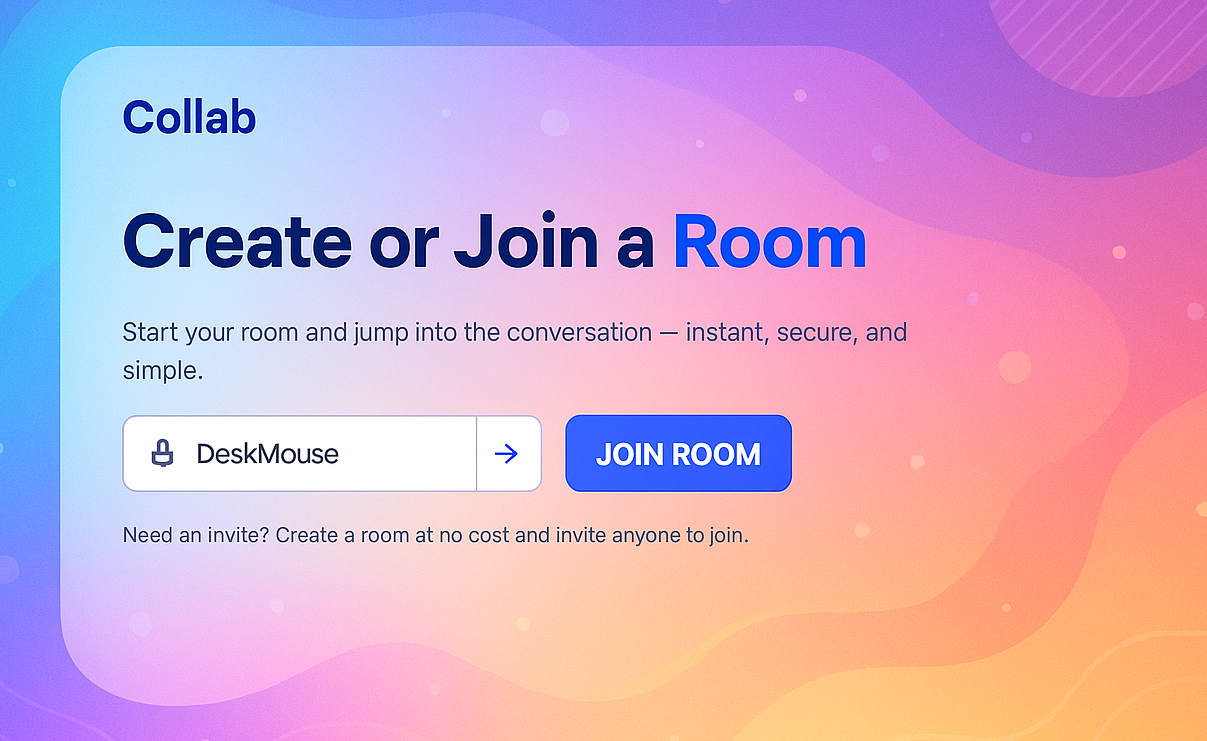 Collab
Create or Join a Room
Start your room and jump into the conversation — instant, secure, and
simple.
DeskMouse
JOIN ROOM
Need an invite? Create a room at no cost and invite anyone to join.